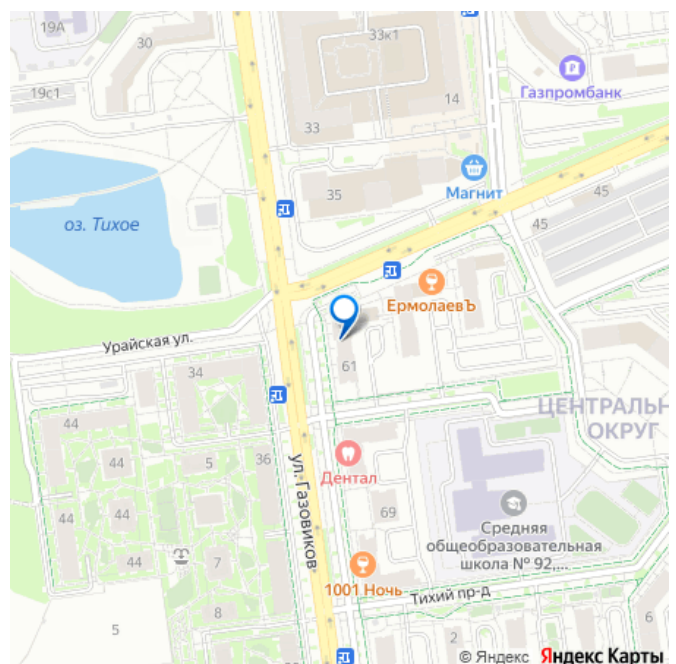 19А
30
33к1
Газпромбанк
19с1
14
33
Магнит
35
45
45
оз. Тихое
ЕрмолаевЪ
Урайская ул.
61
34
ЦЕНТРАЛЬН
ОКРУГ
44
44
5
36
Дентал
ул. Газовиков
44
44
69
Средняя
общеобразовательная
школа № 92,...
44
7
1001 Ночь
Тихий пр-д
8
5
2
6
© Яндекс Яндекс Карты